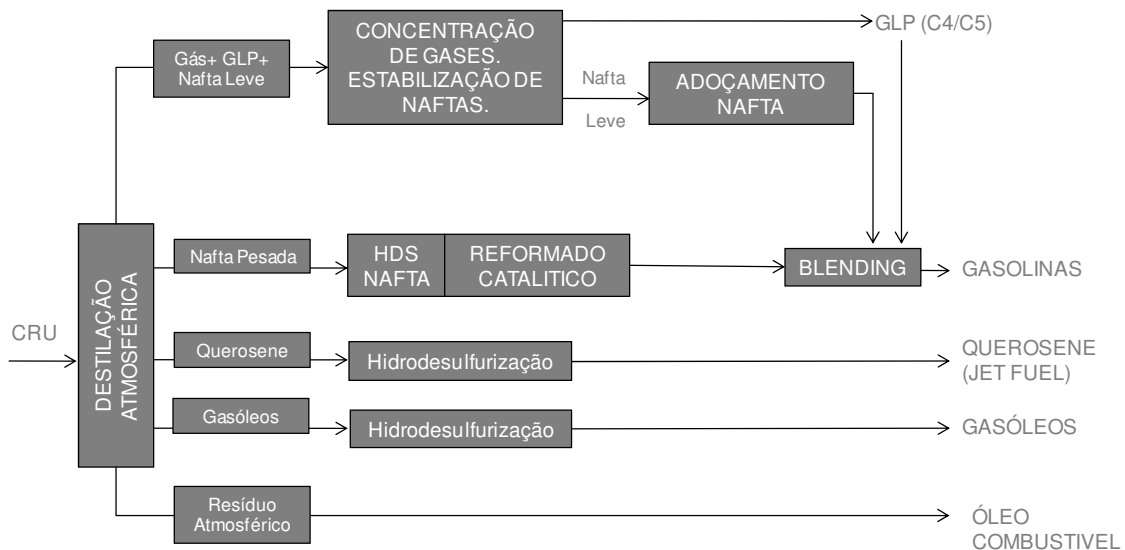 GLP (C4/C5)
CONCENTRAÇÃO
DE GASES.
ESTABILIZAÇÃO DE
NAFTAS.
Gás+ GLP+
Nafta Leve
Nafta
Leve
ADOÇAMENTO
NAFTA
DESTILAÇÃO
ATMOSFÉRICA
CRU
Nafta Pesada
HDS
NAFTA
REFORMADO
CATALITICO
BLENDING
GASOLINAS
Querosene
Hidrodesulfurização
QUEROSENE
(JET FUEL)
Gasóleos
Hidrodesulfurização
GASÓLEOS
Resíduo
Atmosférico
ÓLEO
COMBUSTIVEL